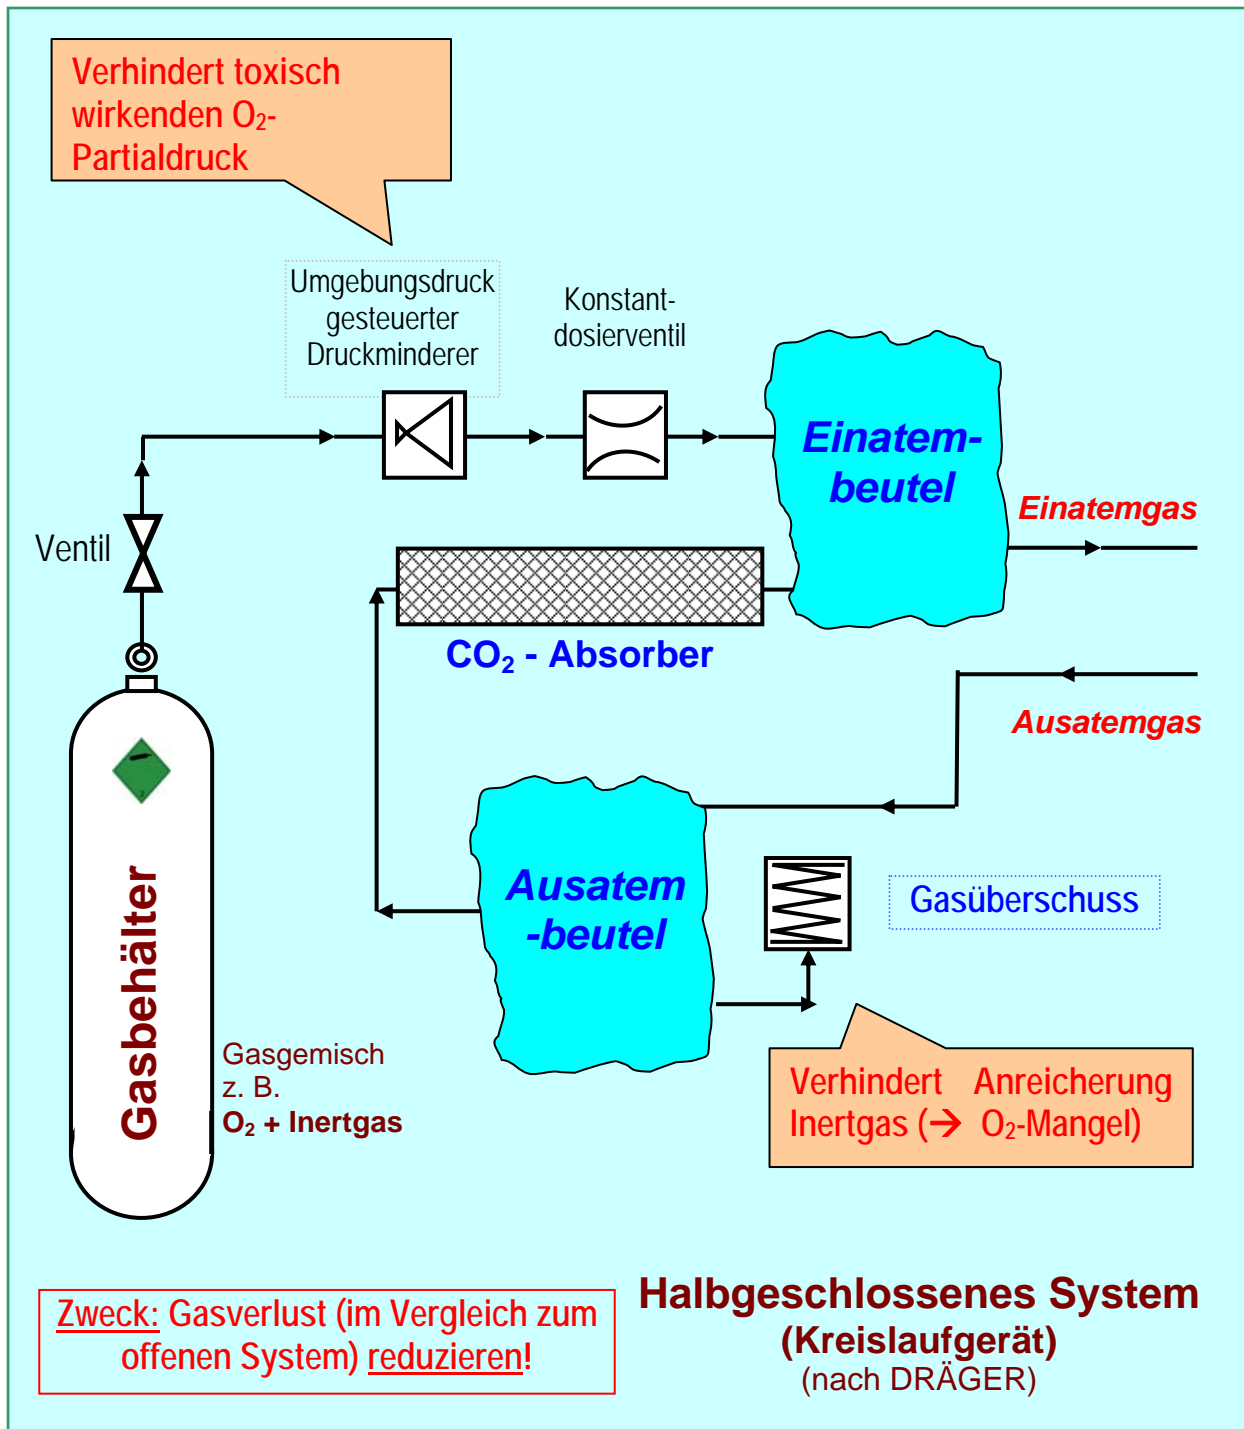 Verhindert toxisch
wirkenden O₂-
Partialdruck
Umgebungsdruck
gesteuerter
Druckminderer
Konstant-
dosierventil
Einatem-
beutel
Einatemgas
Ventil
CO₂ - Absorber
Ausatemgas
Ausatem
-beutel
Gasüberschuss
2
Gasbehälter
Gasgemisch
z. B.
O₂ + Inertgas
Verhindert Anreicherung
Inertgas (→ O₂-Mangel)
Zweck: Gasverlust (im Vergleich zum
offenen System) reduzieren!
Halbgeschlossenes System
(Kreislaufgerät)
(nach DRÄGER)